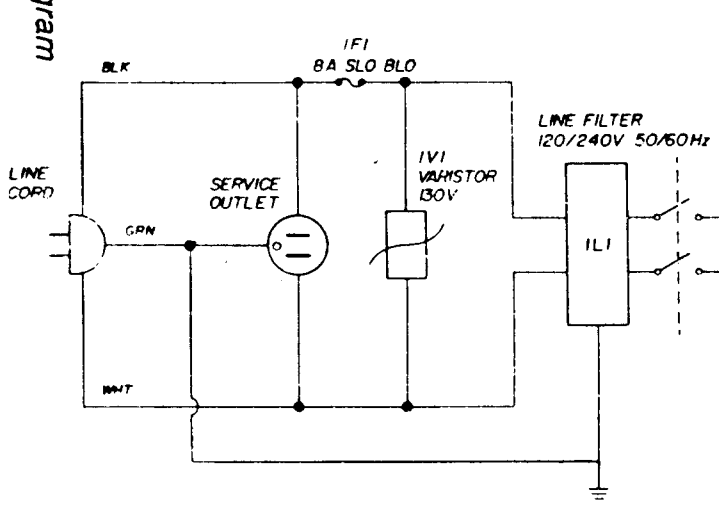 gram
1F1
8A SLO BLO
BLK
LINE FILTER
120/240V 50/60Hz
LINE
CORD
SERVICE
OUTLET
1V1
VARISTOR
130V
GRN
1L1
WHT